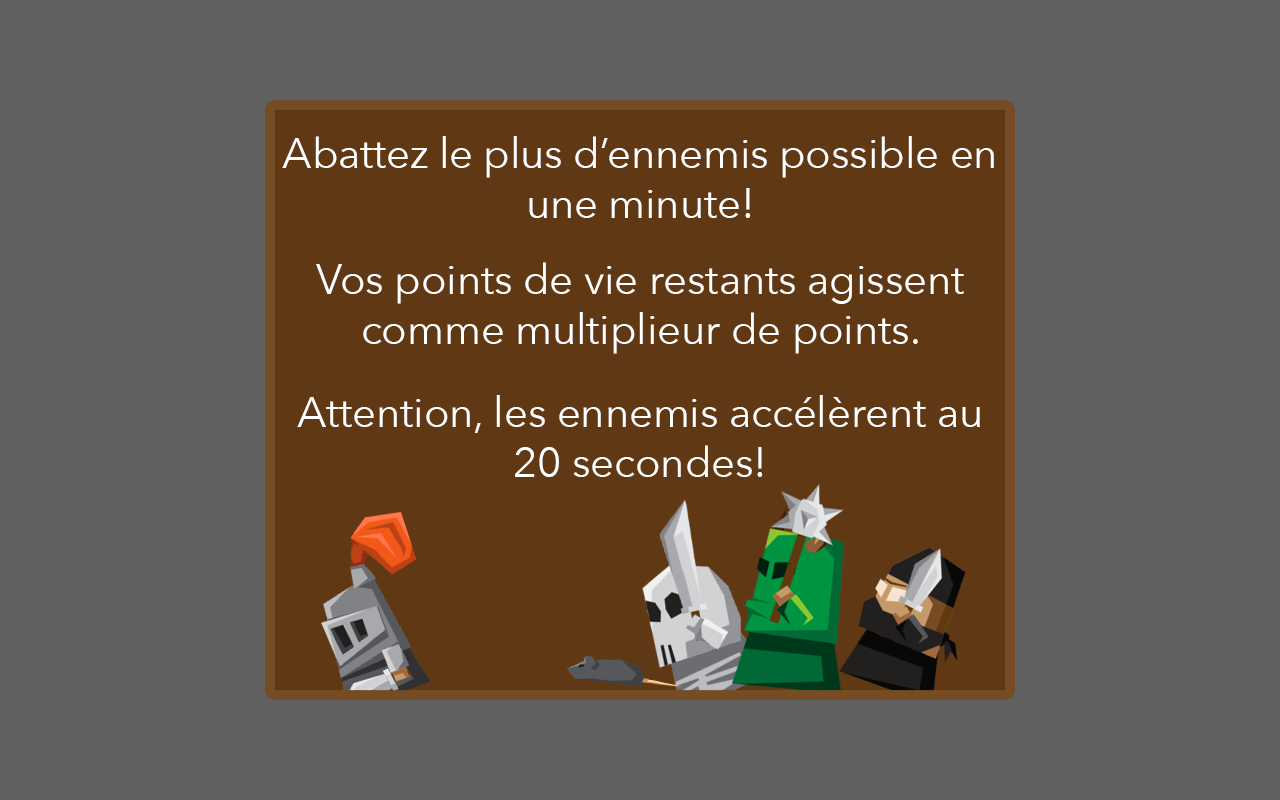 Abattez le plus d’ennemis possible en
une minute!
Vos points de vie restants agissent
comme multiplieur de points.
Attention, les ennemis accélèrent au
20 secondes!